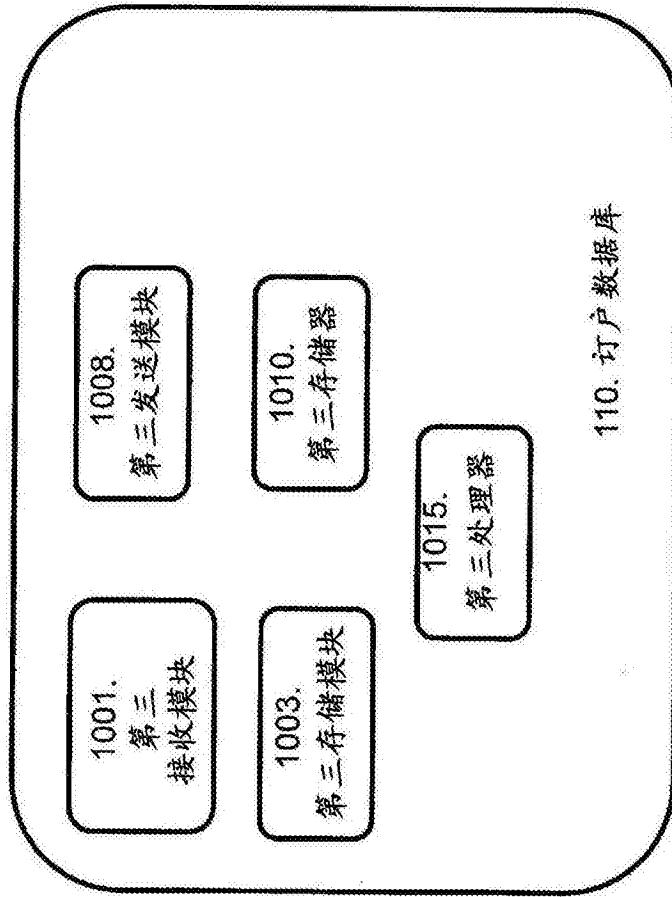 1001.
第三
接收模块
1008.
第三发送模块
1003.
第三存储模块
1010.
第三存储器
1015.
第三处理器
110. 订户数据库